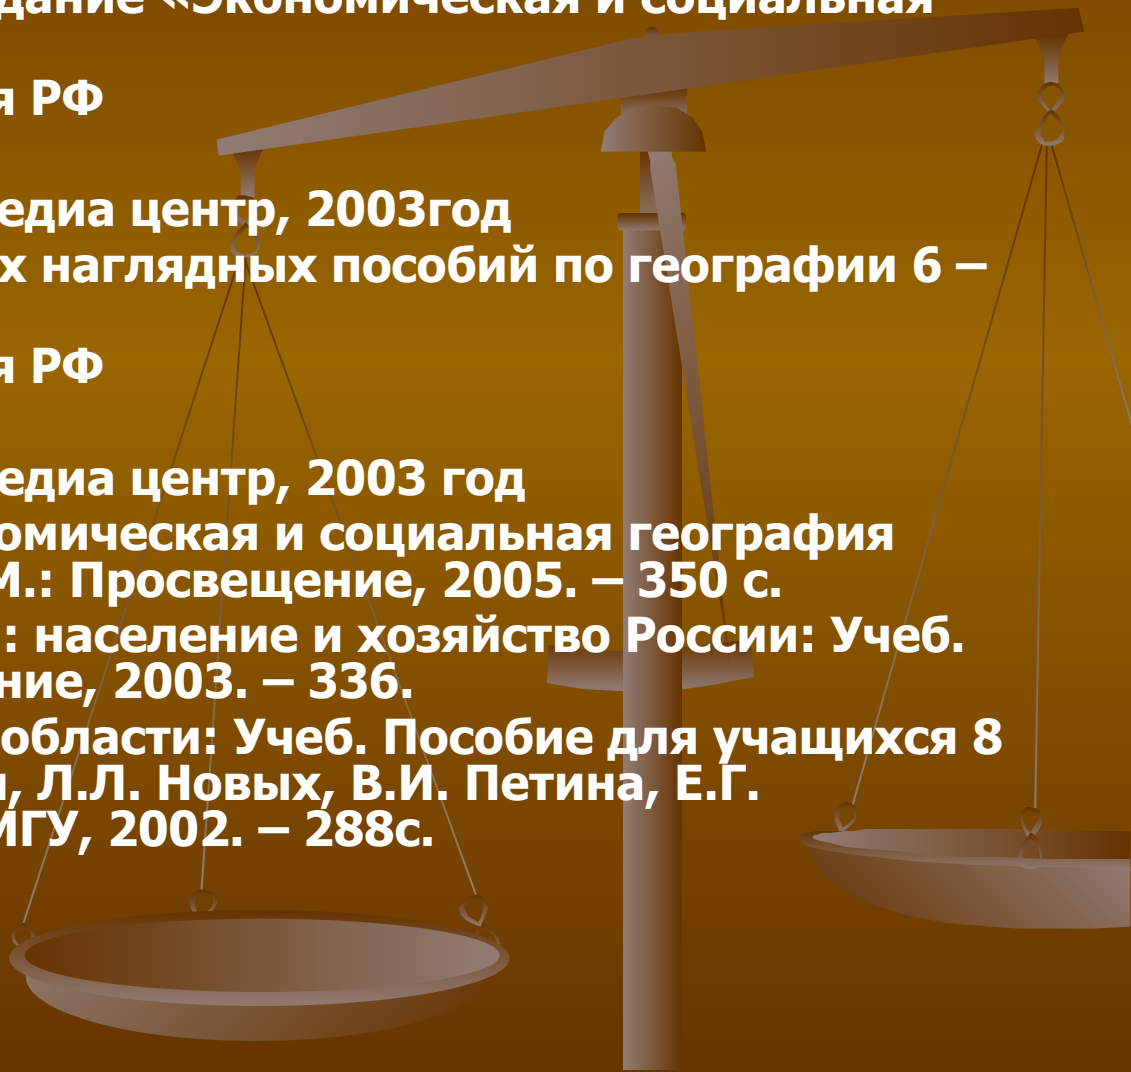 дание «Экономическая и социальная
я РФ
едиа центр, 2003год
х наглядных пособий по географии 6 –
я РФ
едиа центр, 2003 год
омическая и социальная география
М.: Просвещение, 2005. – 350 с.
: население и хозяйство России: Учеб.
ние, 2003. – 336.
области: Учеб. Пособие для учащихся 8
, Л.Л. Новых, В.И. Петина, Е.Г.
МГУ, 2002. – 288с.